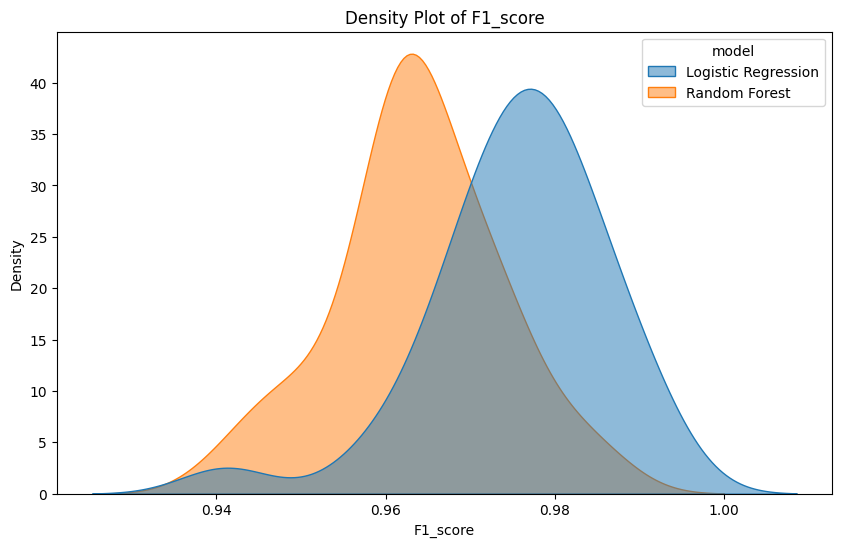 Density Plot of F1_score
model
Logistic Regression
Random Forest
Density
40
35
30
25
20
15
10
5
0
0.94 0.96 0.98 1.00
F1_score